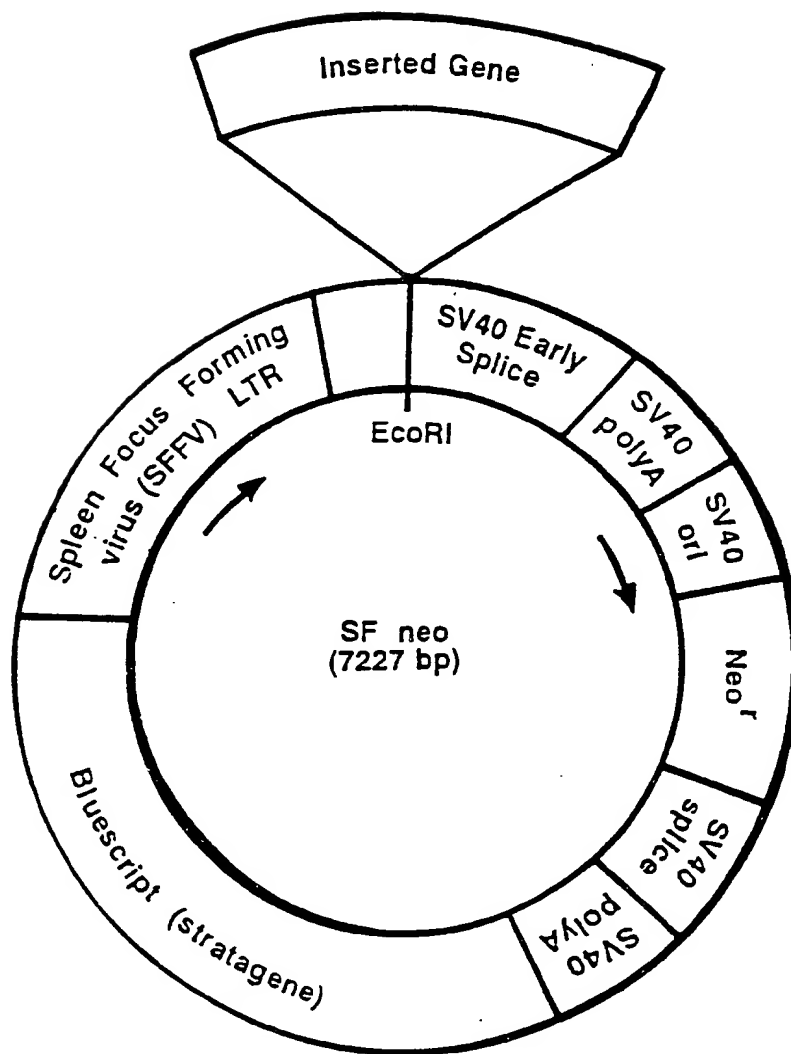 Inserted Gene
SV40 Early
Splice
SV40
polyA
SV40
ori
Neo^r
SV40
splice
SV40
polyA
Bluescript (stratagene)
Spleen Focus Forming
virus (SFFV) LTR
EcoRI
SF neo
(7227 bp)